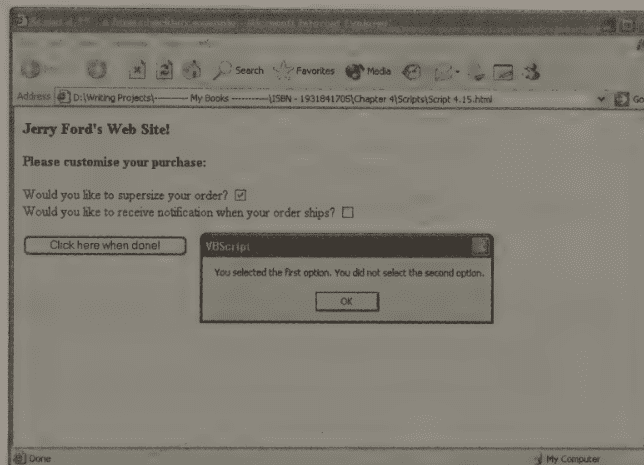 Search Favorites Media
Address D:\Writing Projects\----------- My Books -----------\ISBN - 1931841705\Chapter 4\Scripts\Script 4.15.html Go
Jerry Ford's Web Site!
Please customise your purchase:
Would you like to supersize your order?
Would you like to receive notification when your order ships?
Click here when done!
VBScript
You selected the first option. You did not select the second option.
OK
Done My Computer